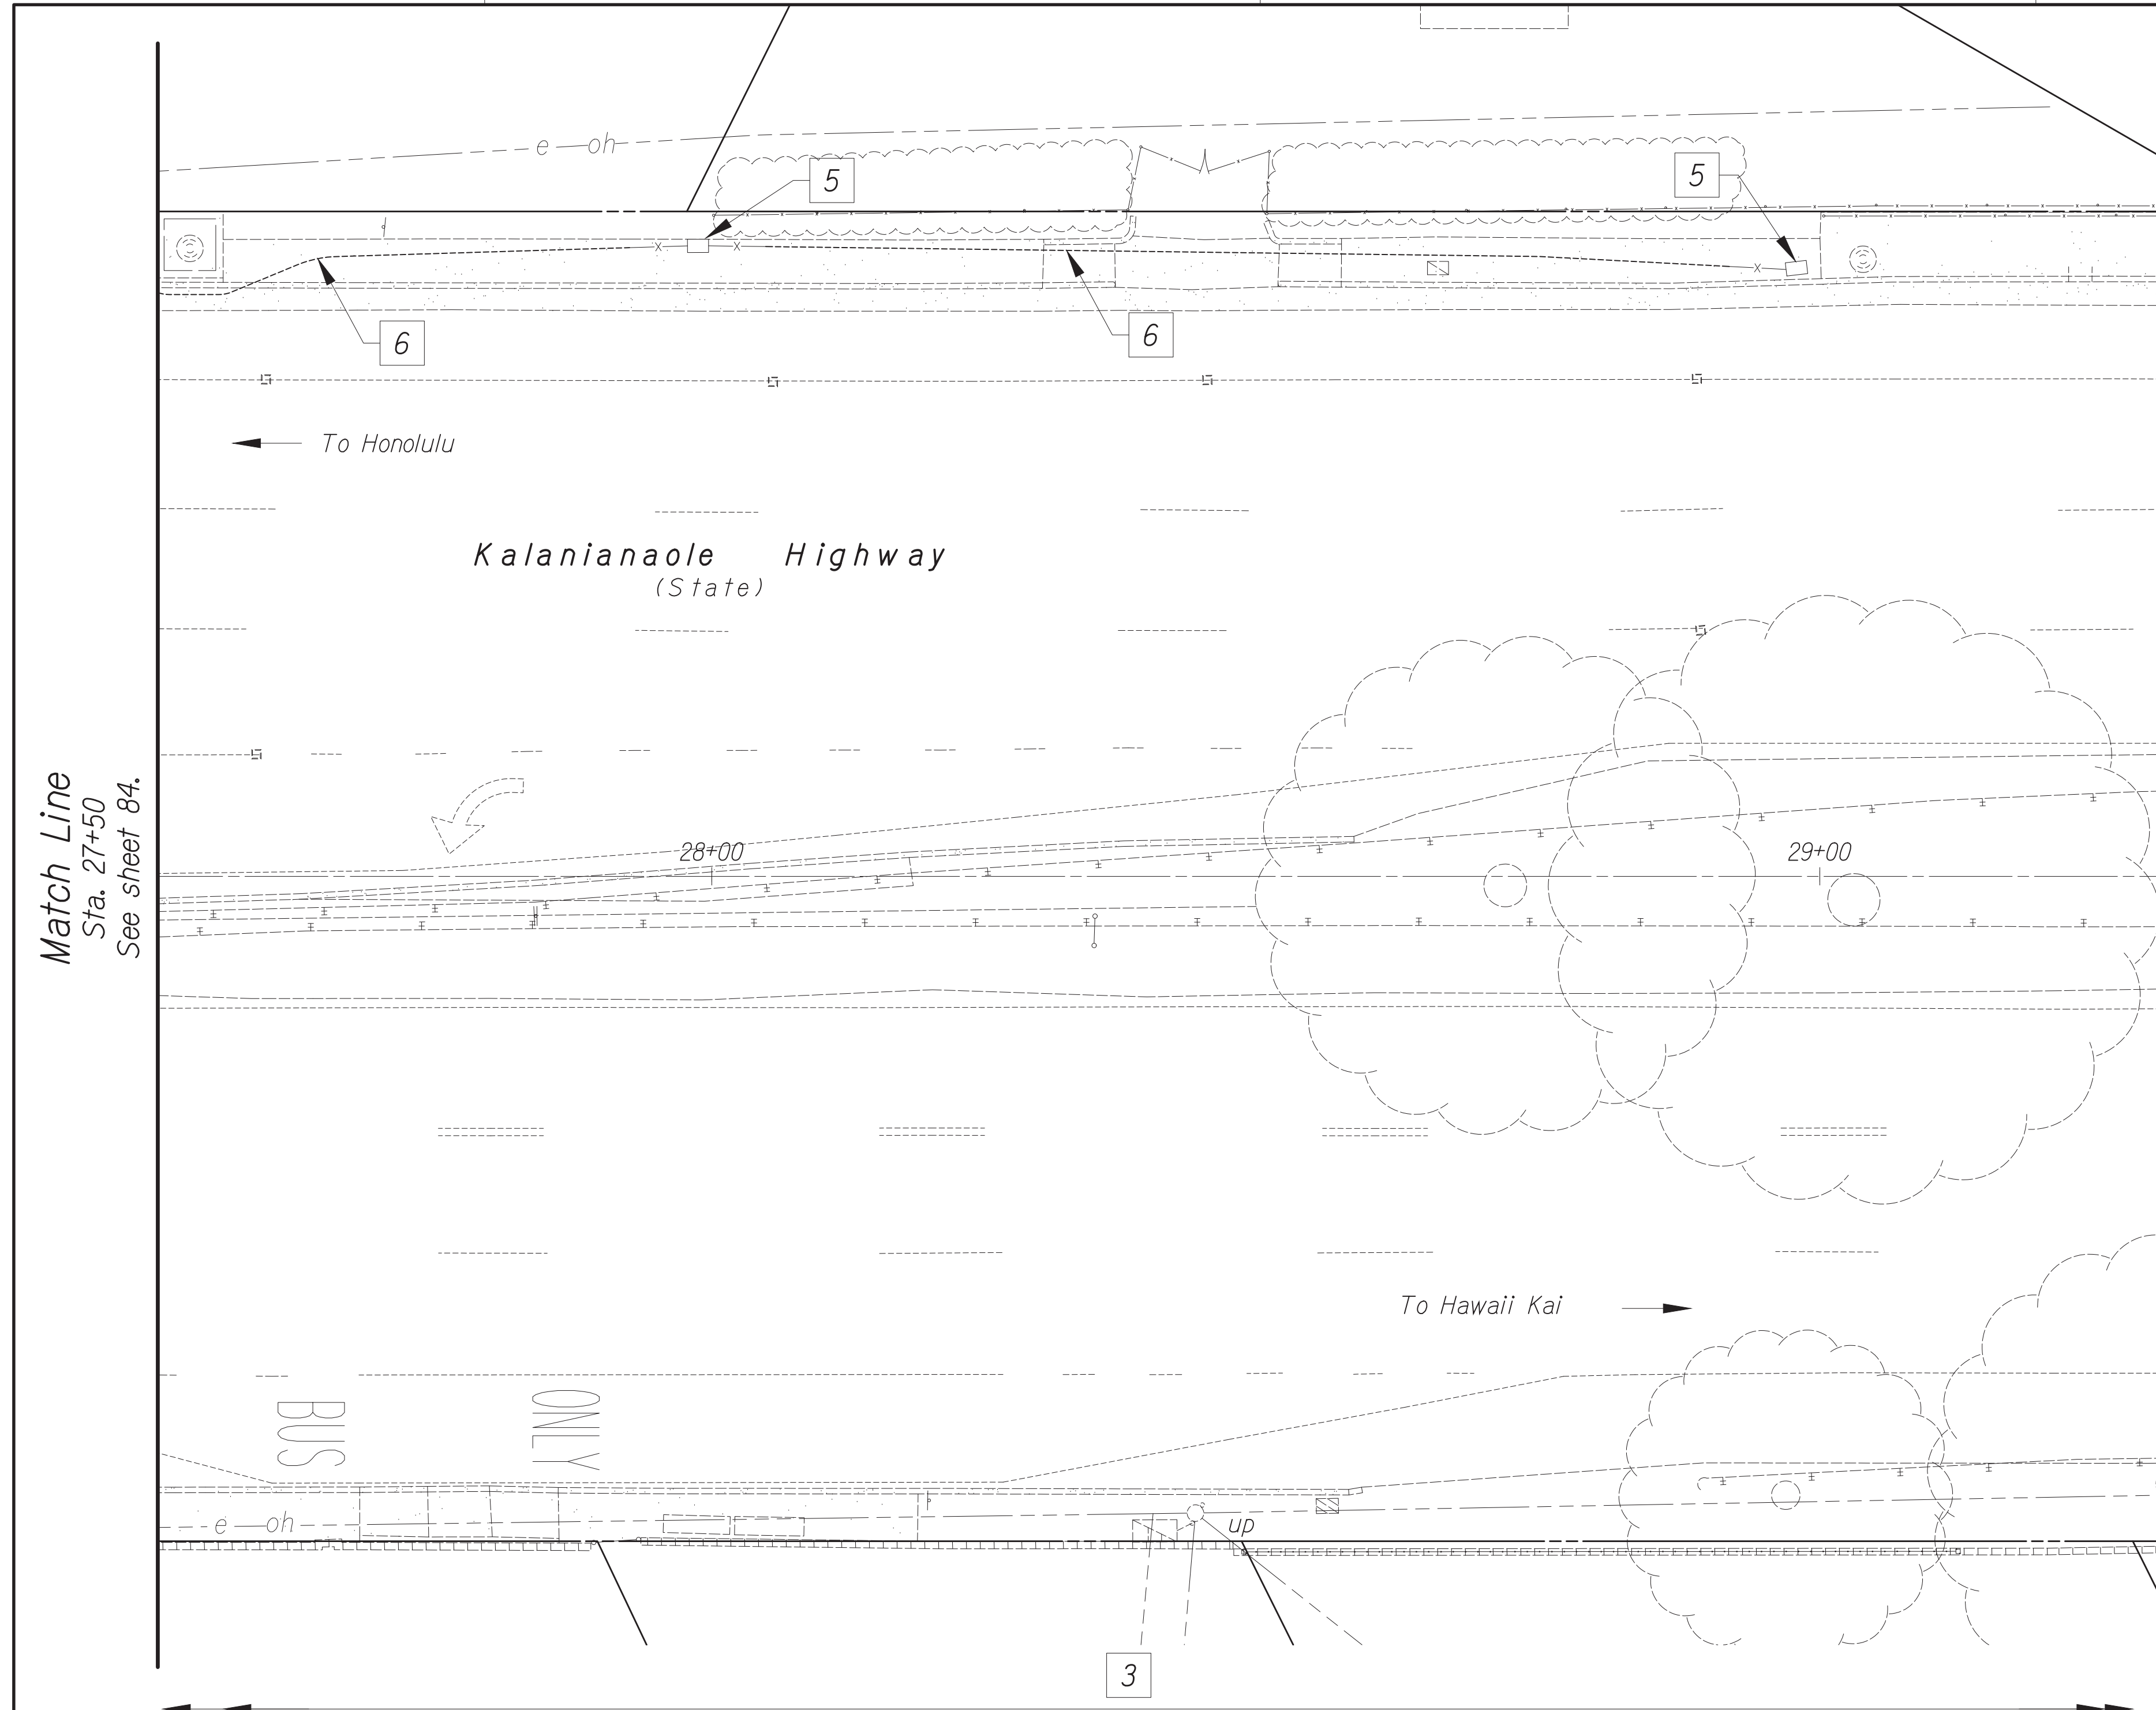 e oh
5
5
6
6
To Honolulu
Kalanianaole Highway
(State)
Match Line
Sta. 27+50
See sheet 84.
28+00
29+00
To Hawaii Kai
BUS
ONLY
e oh
up
3